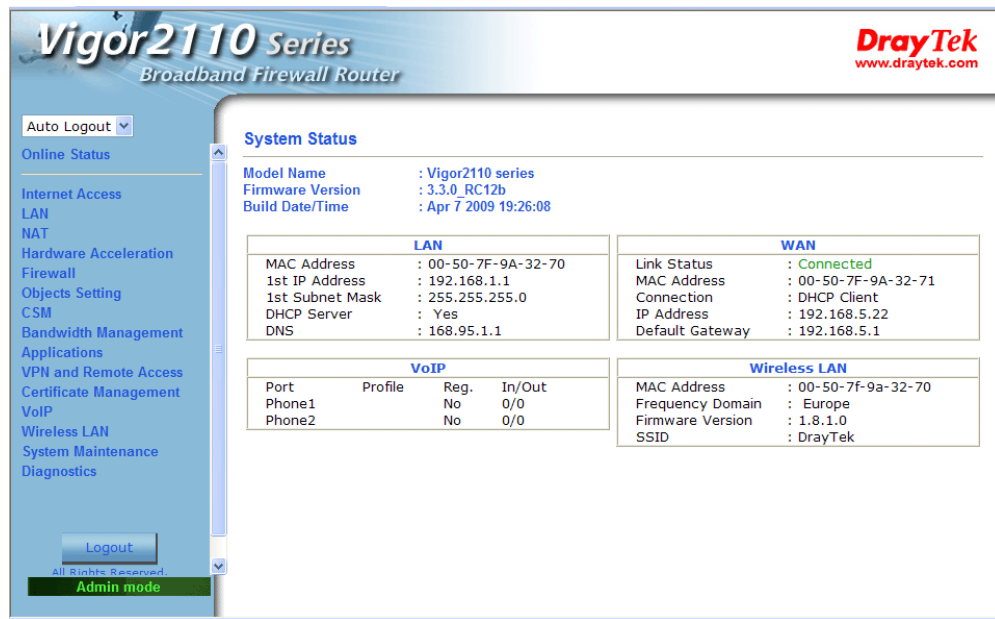 Vigor2110 Series
Broadband Firewall Router
DrayTek
www.draytek.com
Auto Logout
Online Status
Internet Access
LAN
NAT
Hardware Acceleration
Firewall
Objects Setting
CSM
Bandwidth Management
Applications
VPN and Remote Access
Certificate Management
VoIP
Wireless LAN
System Maintenance
Diagnostics
Logout
All Rights Reserved.
Admin mode
System Status
Model Name : Vigor2110 series
Firmware Version : 3.3.0_RC12b
Build Date/Time : Apr 7 2009 19:26:08
LAN
MAC Address : 00-50-7F-9A-32-70
1st IP Address : 192.168.1.1
1st Subnet Mask : 255.255.255.0
DHCP Server : Yes
DNS : 168.95.1.1
WAN
Link Status : Connected
MAC Address : 00-50-7F-9A-32-71
Connection : DHCP Client
IP Address : 192.168.5.22
Default Gateway : 192.168.5.1
VoIP
Port Profile Reg. In/Out
Phone1 No 0/0
Phone2 No 0/0
Wireless LAN
MAC Address : 00-50-7f-9a-32-70
Frequency Domain : Europe
Firmware Version : 1.8.1.0
SSID : DrayTek